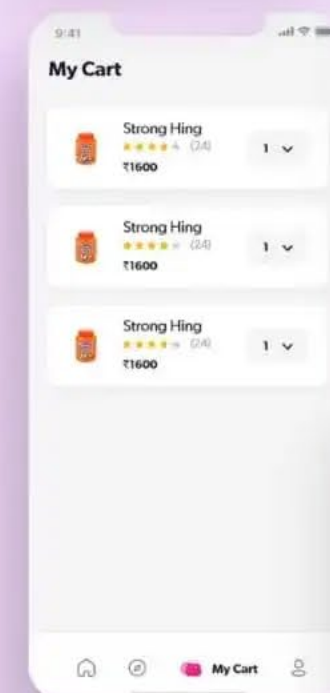 9:41
My Cart
Strong Hing
(24)
₹1600
1
Strong Hing
(24)
₹1600
1
Strong Hing
(24)
₹1600
1
My Cart